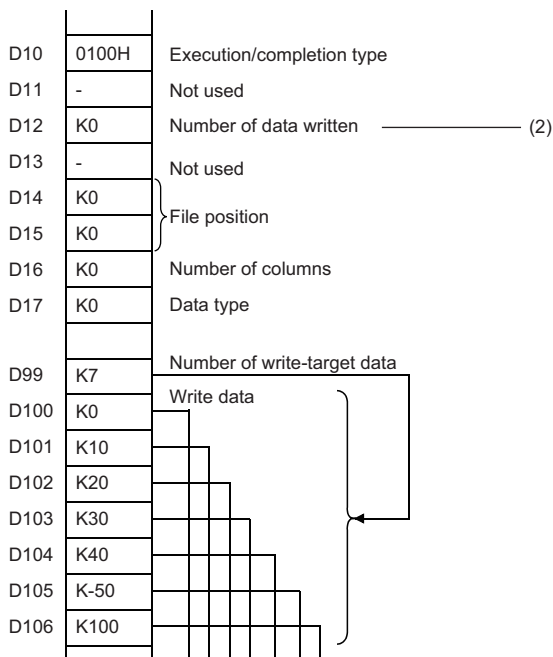 D10 0100H Execution/completion type
D11 - Not used
D12 K0 Number of data written (2)
D13 - Not used
D14 K0
File position
D15 K0
D16 K0 Number of columns
D17 K0 Data type
Number of write-target data
D99 K7
Write data
D100 K0
D101 K10
D102 K20
D103 K30
D104 K40
D105 K-50
D106 K100